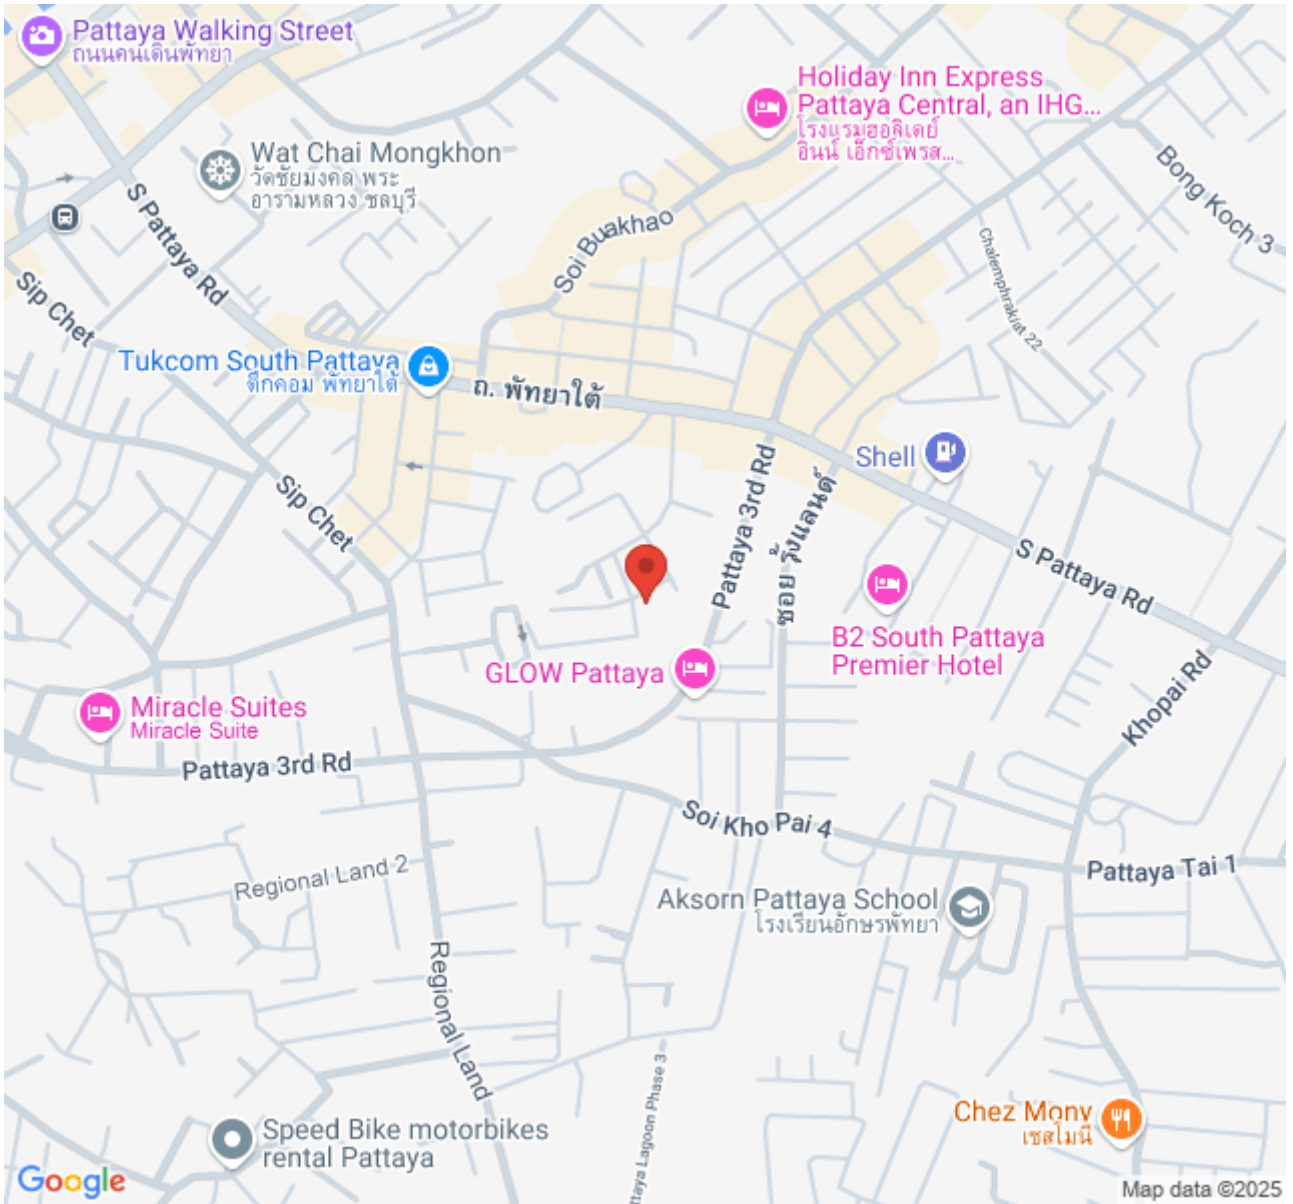 Pattaya Walking Street
ถนนคนเดินพัทยา
Holiday Inn Express
Pattaya Central, an IHG...
โรงแรมฮอลิเดย์
อินน์ เอ็กซ์เพรส...
Wat Chai Mongkhon
วัดชัยมงคล พระ
อารามหลวง ชลบุรี
Bong Koch 3
S Pattaya Rd
Soi Buakhao
Chalermphrakiat 22
Sip Chet
Tukcom South Pattaya
ตึกคอม พัทยาใต้
ถ. พัทยาใต้
Shell
Sip Chet
Pattaya 3rd Rd
ซอย รุ้งแลนด์
S Pattaya Rd
B2 South Pattaya
Premier Hotel
GLOW Pattaya
Khopai Rd
Miracle Suites
Miracle Suite
Pattaya 3rd Rd
Soi Kho Pai 4
Pattaya Tai 1
Regional Land 2
Aksorn Pattaya School
โรงเรียนอักษรพัทยา
Regional Land
ttaya Lagoon Phase 3
Chez Mony
เชสโมนี
Speed Bike motorbikes
rental Pattaya
Google
Map data ©2025